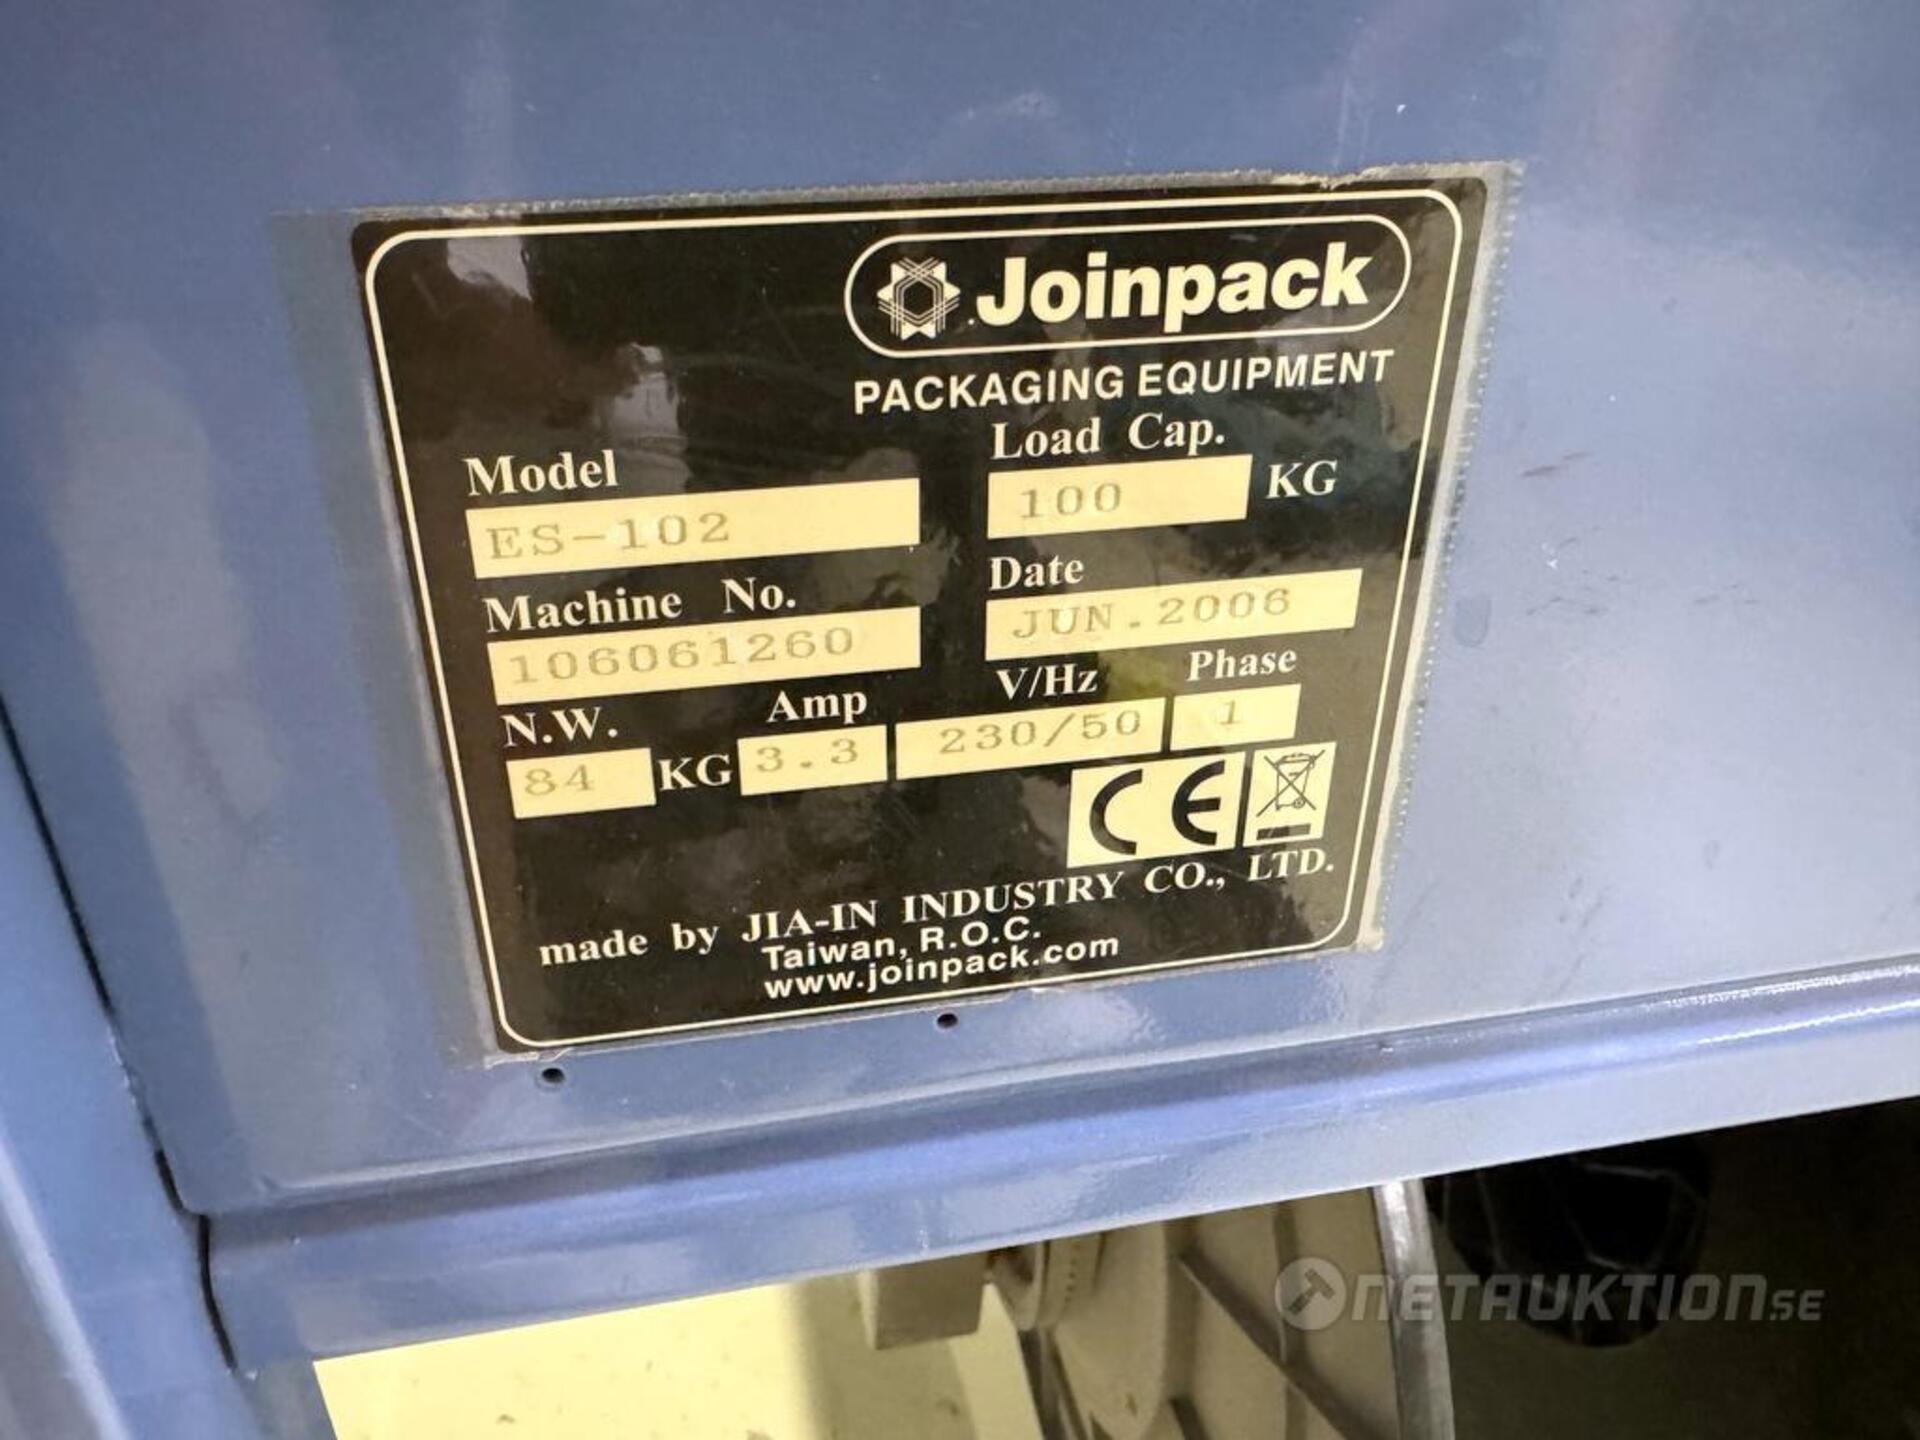 Joinpack
PACKAGING EQUIPMENT
Model
ES-102
Load Cap.
100 KG
Machine No.
106061260
Date
JUN.2006
N.W.
84 KG
Amp
3.3
V/Hz
230/50
Phase
1
CE
made by JIA-IN INDUSTRY CO., LTD.
Taiwan, R.O.C.
www.joinpack.com
NETAUKTION.SE